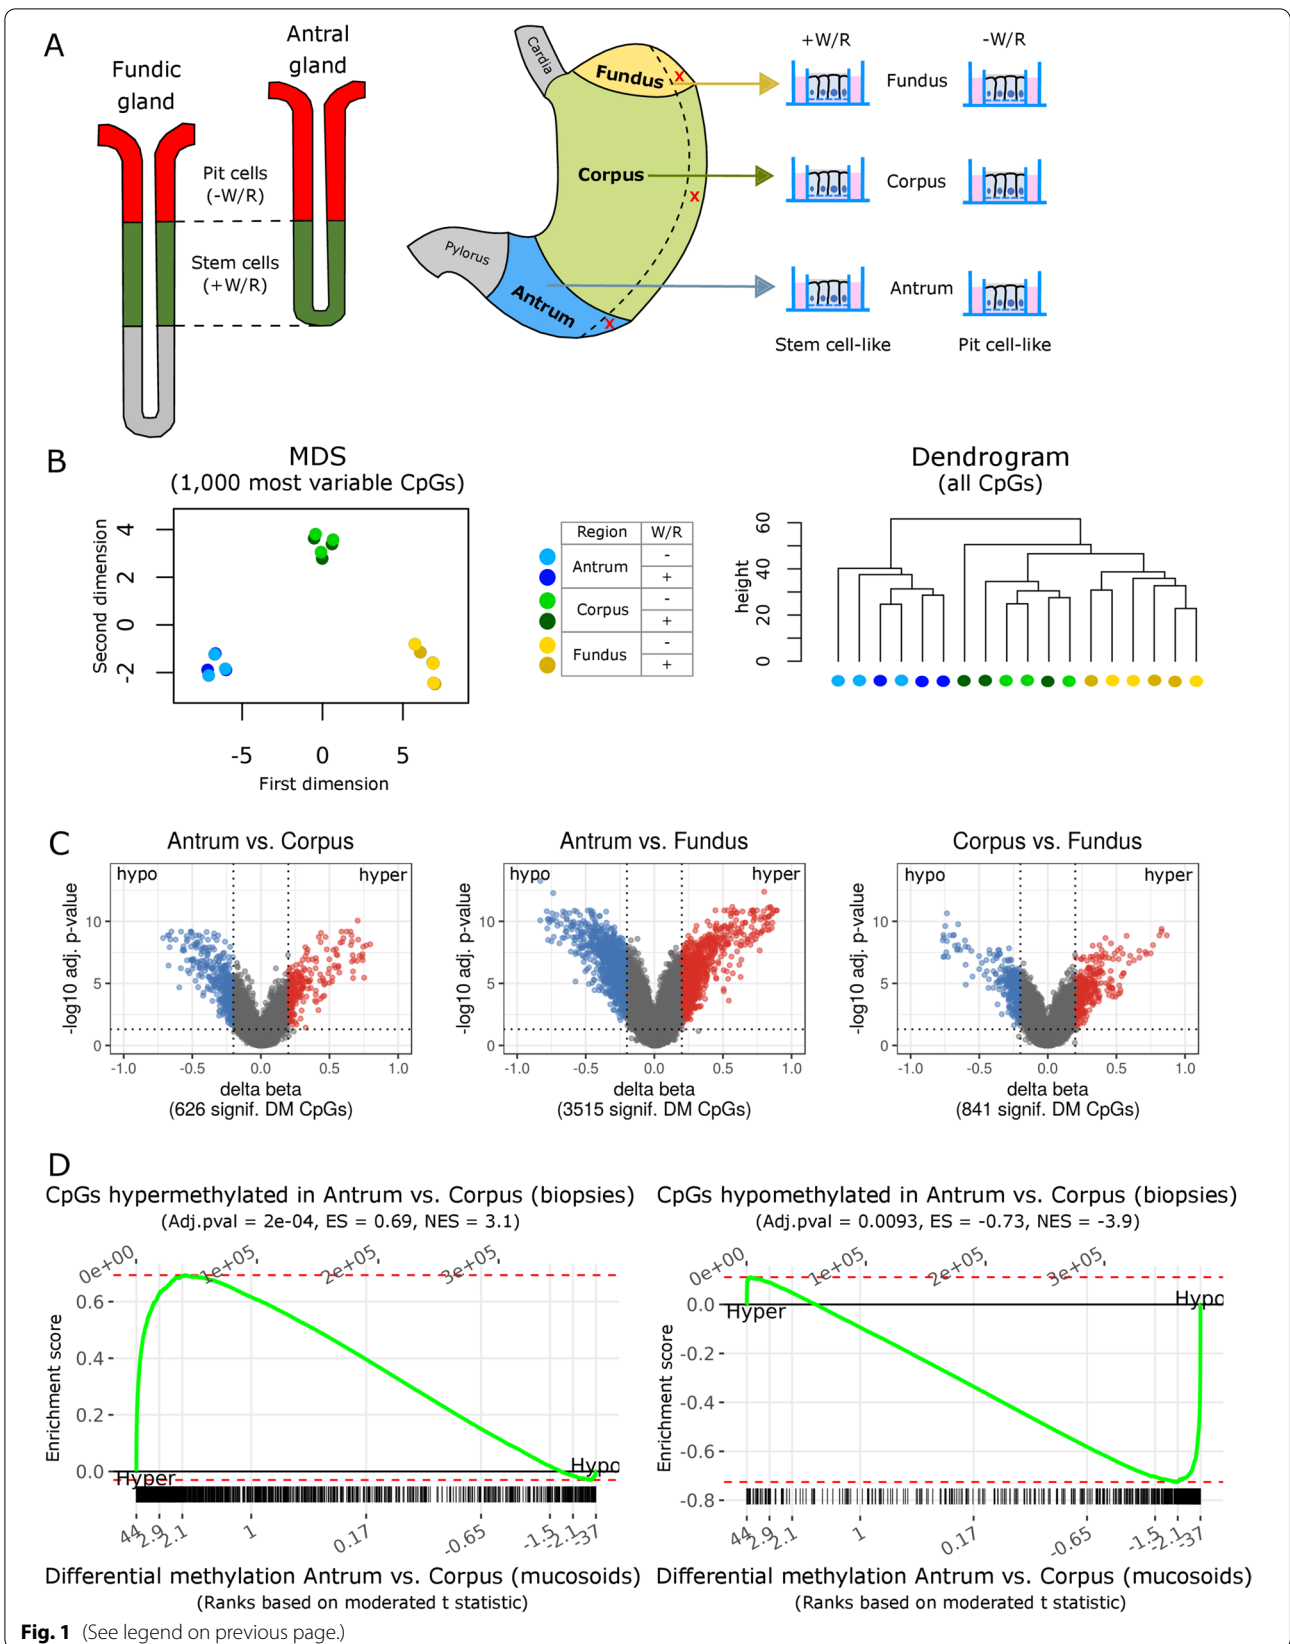 A
Fundic
gland
Antral
gland
Pit cells
(-W/R)
Stem cells
(+W/R)
Cardia
Fundus
x
Corpus
x
Pylorus
Antrum
x
+W/R
-W/R
Fundus
Corpus
Antrum
Stem cell-like
Pit cell-like
B
MDS
(1,000 most variable CpGs)
Second dimension
4
2
0
-2
-5 0 5
First dimension
Region W/R
Antrum
-
+
Corpus
-
+
Fundus
-
+
Dendrogram
(all CpGs)
height
60
40
20
0
C
Antrum vs. Corpus
hypo
hyper
-log10 adj. p-value
10
5
0
-1.0 -0.5 0.0 0.5 1.0
delta beta
(626 signif. DM CpGs)
Antrum vs. Fundus
hypo
hyper
-log10 adj. p-value
10
5
0
-1.0 -0.5 0.0 0.5 1.0
delta beta
(3515 signif. DM CpGs)
Corpus vs. Fundus
hypo
hyper
-log10 adj. p-value
10
5
0
-1.0 -0.5 0.0 0.5 1.0
delta beta
(841 signif. DM CpGs)
D
CpGs hypermethylated in Antrum vs. Corpus (biopsies)
(Adj.pval = 2e-04, ES = 0.69, NES = 3.1)
0e+00 1e+05 2e+05 3e+05
Enrichment score
0.6
0.4
0.2
0.0
Hyper
Hypo
44 2.9 2.1 1 0.17 -0.65 -1.5 -2.1 -37
Differential methylation Antrum vs. Corpus (mucosoids)
(Ranks based on moderated t statistic)
CpGs hypomethylated in Antrum vs. Corpus (biopsies)
(Adj.pval = 0.0093, ES = -0.73, NES = -3.9)
0e+00 1e+05 2e+05 3e+05
Enrichment score
0.0
-0.2
-0.4
-0.6
-0.8
Hyper
Hypo
44 2.9 2.1 1 0.17 -0.65 -1.5 -2.1 -37
Differential methylation Antrum vs. Corpus (mucosoids)
(Ranks based on moderated t statistic)
Fig. 1 (See legend on previous page.)